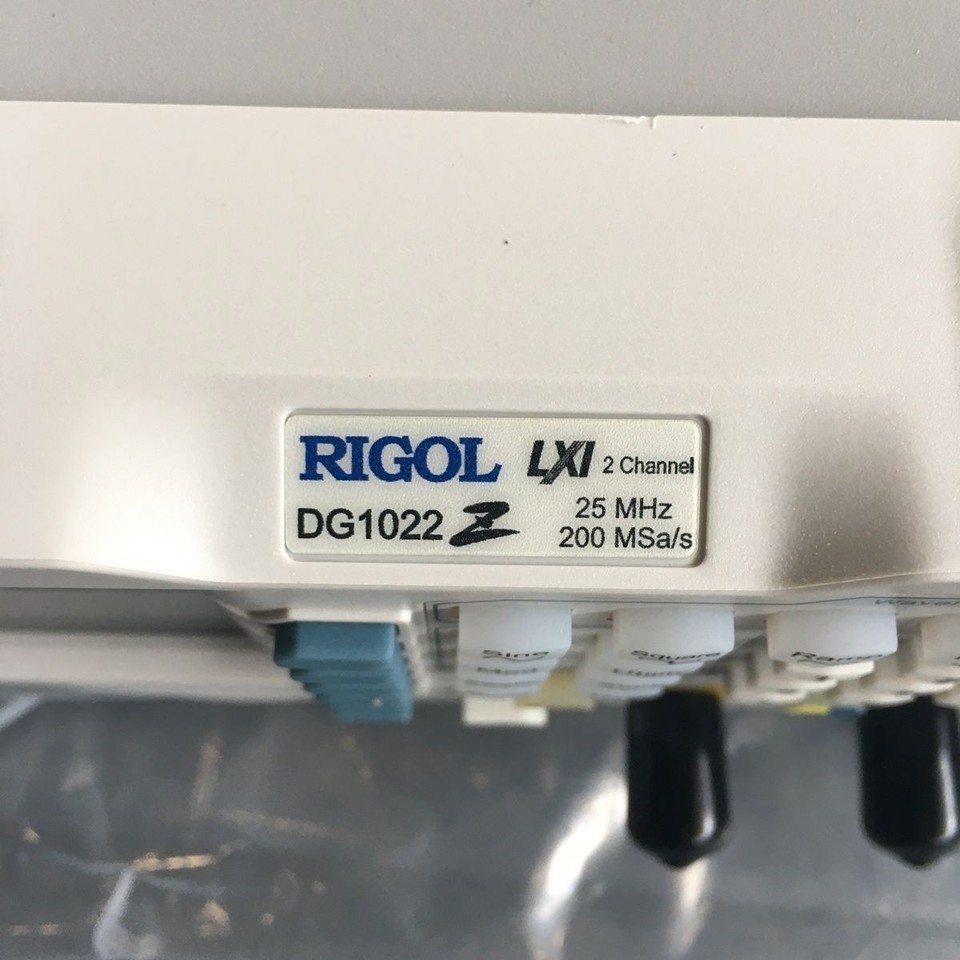 RIGOL LXI 2 Channel
DG1022 Z 25 MHz
200 MSa/s
Sine Square Ramp